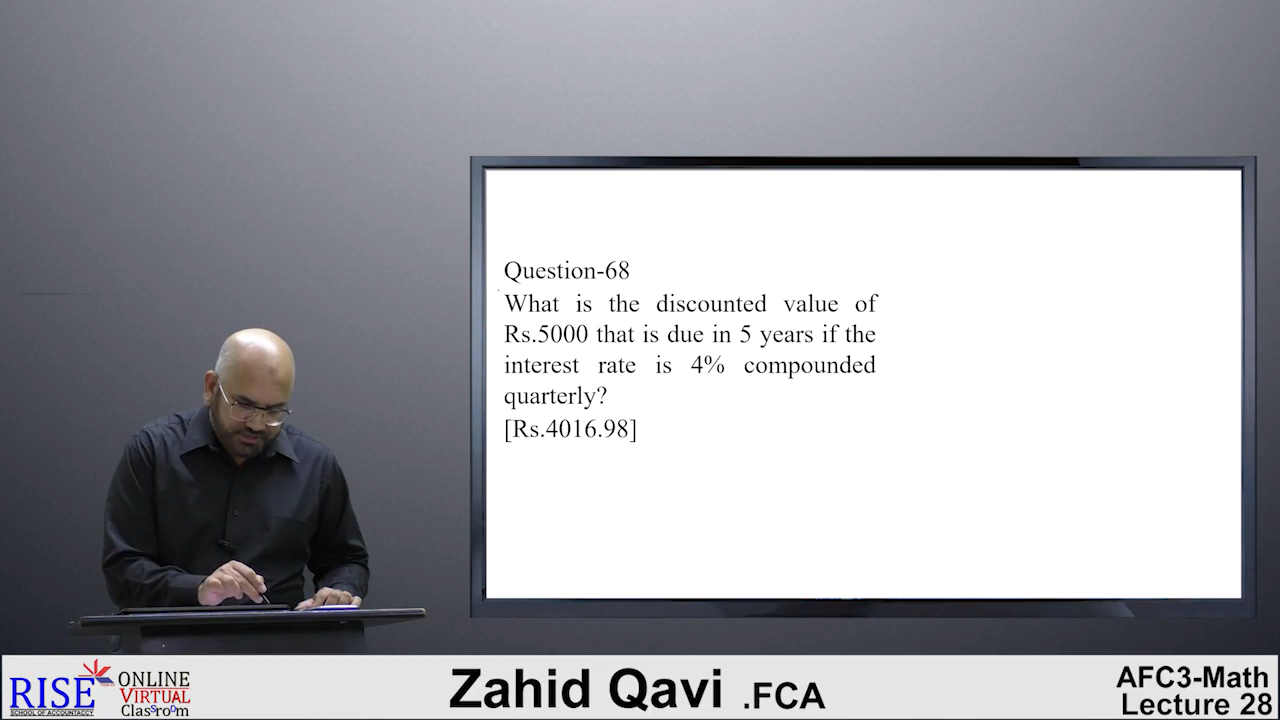 Question-68
What is the discounted value of
Rs.5000 that is due in 5 years if the
interest rate is 4% compounded
quarterly?
[Rs.4016.98]
RISE
SCHOOL OF ACCOUNTACCY
ONLINE
VIRTUAL
Classroom
Zahid Qavi .FCA
AFC3-Math
Lecture 28